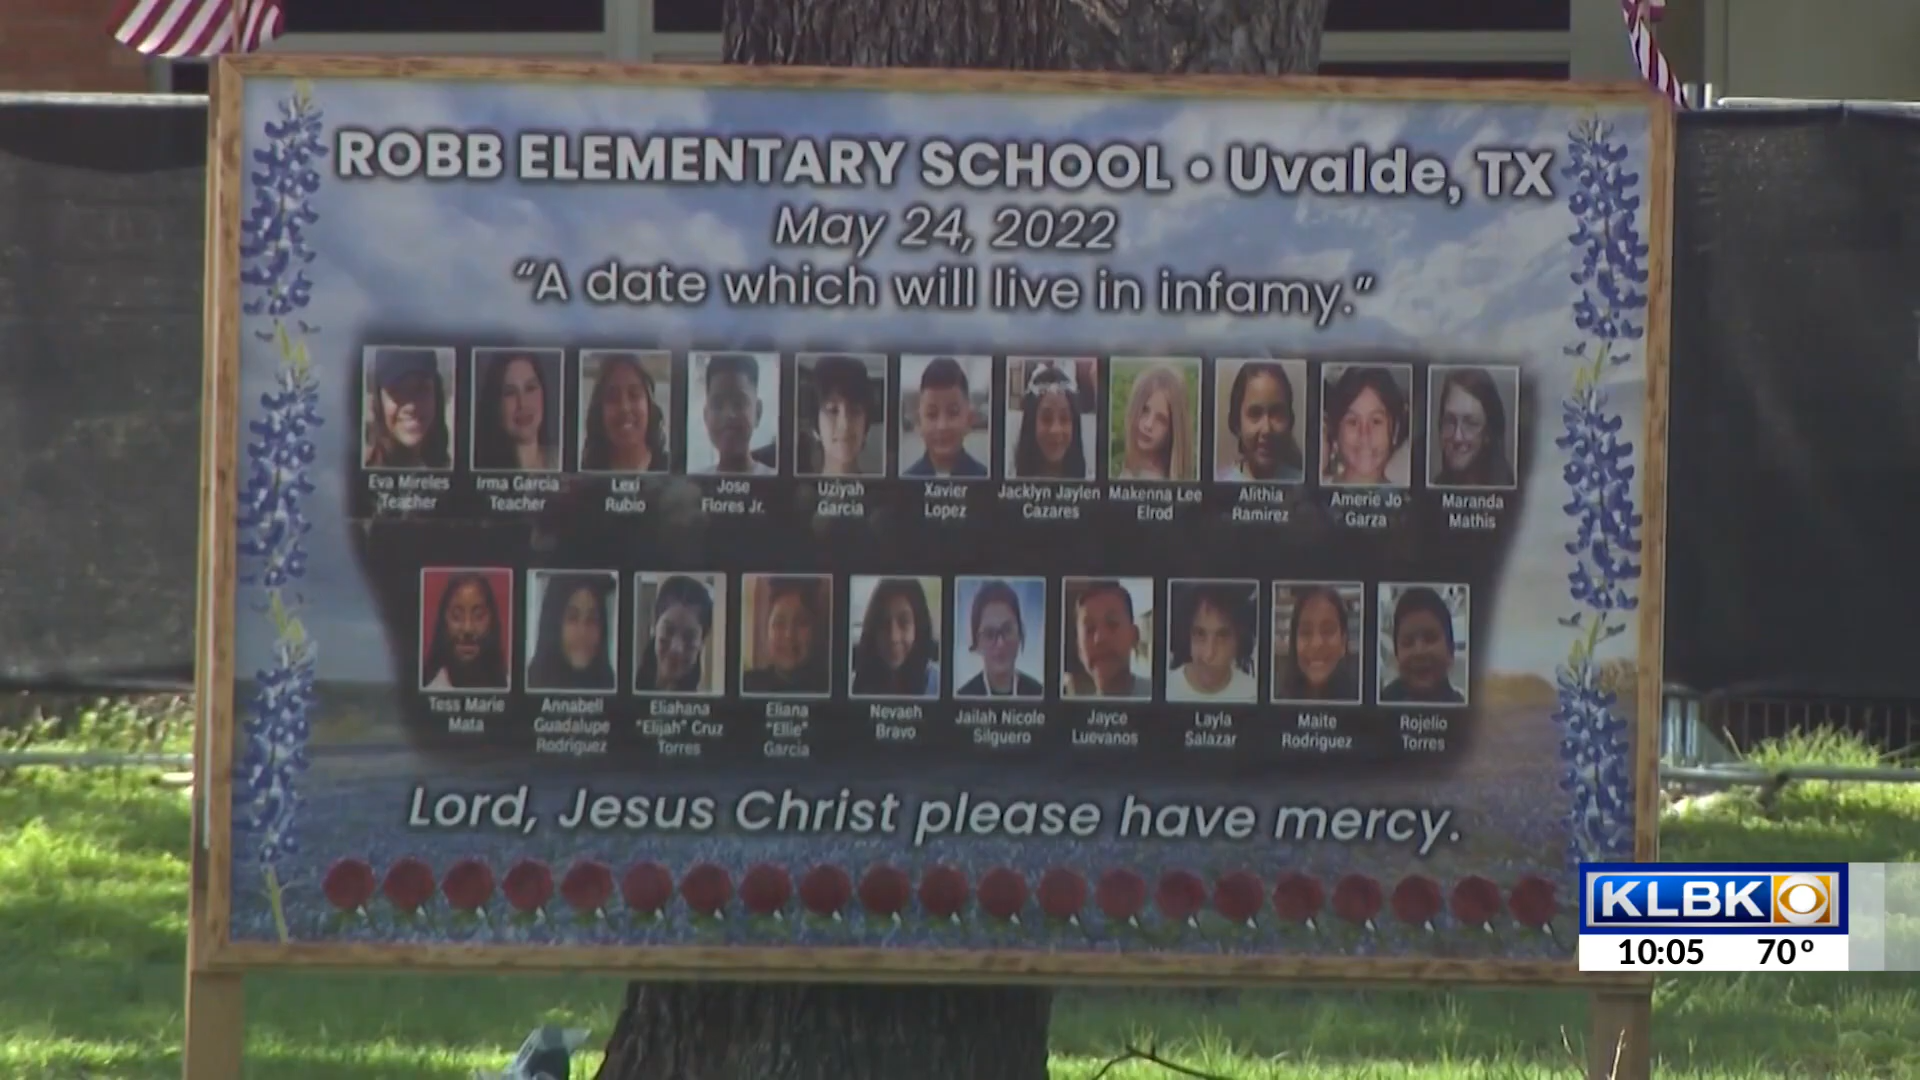 ROBB ELEMENTARY SCHOOL • Uvalde, TX
May 24, 2022
“A date which will live in infamy.”
Eva Mireles
Teacher
Irma Garcia
Teacher
Lexi
Rubio
Jose
Flores Jr.
Uziyah
Garcia
Xavier
Lopez
Jacklyn Jaylen
Cazares
Makenna Lee
Elrod
Alithia
Ramirez
Amerie Jo
Garza
Maranda
Mathis
Tess Marie
Mata
Annabell
Guadalupe
Rodriguez
Eliahana
"Elijah" Cruz
Torres
Eliana
"Ellie"
Garcia
Nevaeh
Bravo
Jailah Nicole
Silguero
Jayce
Luevanos
Layla
Salazar
Maite
Rodriguez
Rojelio
Torres
Lord, Jesus Christ please have mercy.
KLBK
10:05 70°